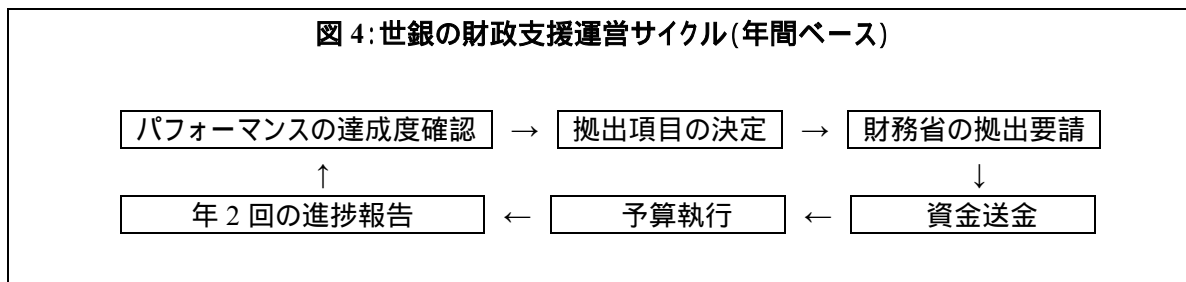 図 4：世銀の財政支援運営サイクル（年間ベース）
パフォーマンスの達成度確認 → 拠出項目の決定 → 財務省の拠出要請
↑ ↓
年 2 回の進捗報告 ← 予算執行 ← 資金送金